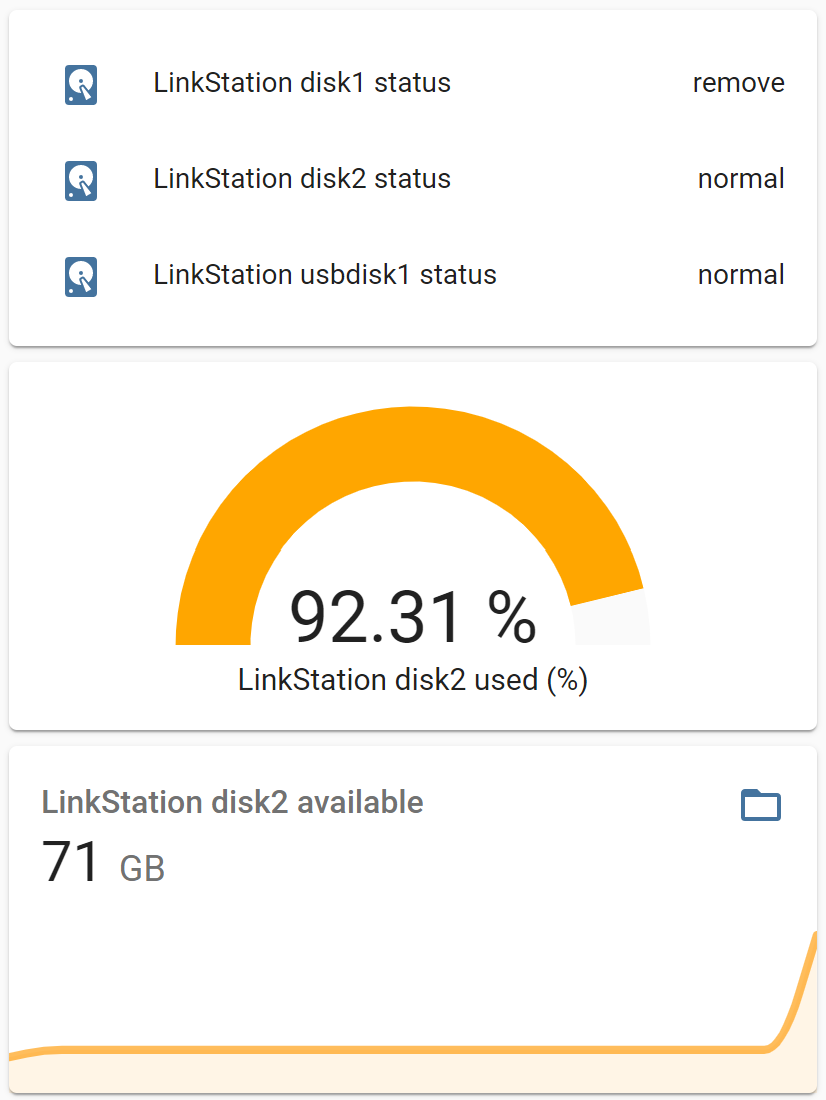 LinkStation disk1 status remove
LinkStation disk2 status normal
LinkStation usbdisk1 status normal
92.31 %
LinkStation disk2 used (%)
LinkStation disk2 available
71 GB